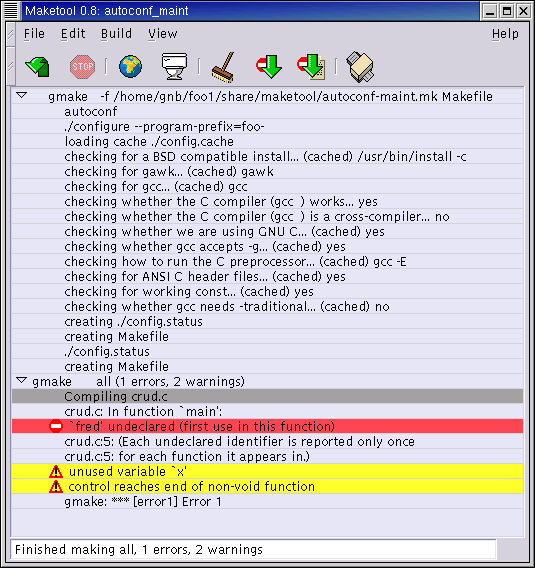 Maketool 0.8: autoconf_maint
File Edit Build View Help
STOP
gmake -f /home/gnb/foo1/share/maketool/autoconf-maint.mk Makefile
autoconf
./configure --program-prefix=foo-
loading cache ./config.cache
checking for a BSD compatible install... (cached) /usr/bin/install -c
checking for gawk... (cached) gawk
checking for gcc... (cached) gcc
checking whether the C compiler (gcc  ) works... yes
checking whether the C compiler (gcc  ) is a cross-compiler... no
checking whether we are using GNU C... (cached) yes
checking whether gcc accepts -g... (cached) yes
checking how to run the C preprocessor... (cached) gcc -E
checking for ANSI C header files... (cached) yes
checking for working const... (cached) yes
checking whether gcc needs -traditional... (cached) no
creating ./config.status
creating Makefile
./config.status
creating Makefile
gmake all (1 errors, 2 warnings)
Compiling crud.c
crud.c: In function `main':
`fred' undeclared (first use in this function)
crud.c:5: (Each undeclared identifier is reported only once
crud.c:5: for each function it appears in.)
unused variable `x'
control reaches end of non-void function
gmake: *** [error1] Error 1
Finished making all, 1 errors, 2 warnings